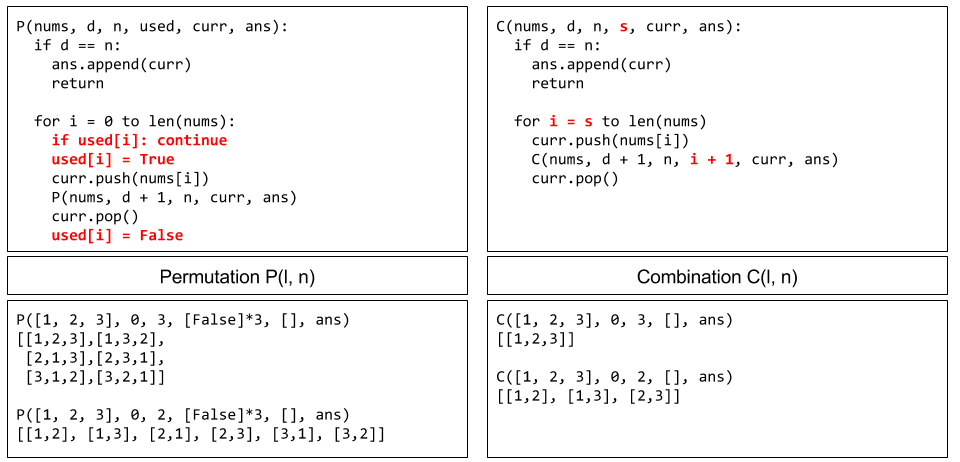 P(nums, d, n, used, curr, ans):
  if d == n:
    ans.append(curr)
    return

  for i = 0 to len(nums):
    if used[i]: continue
    used[i] = True
    curr.push(nums[i])
    P(nums, d + 1, n, curr, ans)
    curr.pop()
    used[i] = False
Permutation P(l, n)
P([1, 2, 3], 0, 3, [False]*3, [], ans)
[[1,2,3],[1,3,2],
 [2,1,3],[2,3,1],
 [3,1,2],[3,2,1]]

P([1, 2, 3], 0, 2, [False]*3, [], ans)
[[1,2], [1,3], [2,1], [2,3], [3,1], [3,2]]
C(nums, d, n, s, curr, ans):
  if d == n:
    ans.append(curr)
    return

  for i = s to len(nums)
    curr.push(nums[i])
    C(nums, d + 1, n, i + 1, curr, ans)
    curr.pop()
Combination C(l, n)
C([1, 2, 3], 0, 3, [], ans)
[[1,2,3]]

C([1, 2, 3], 0, 2, [], ans)
[[1,2], [1,3], [2,3]]